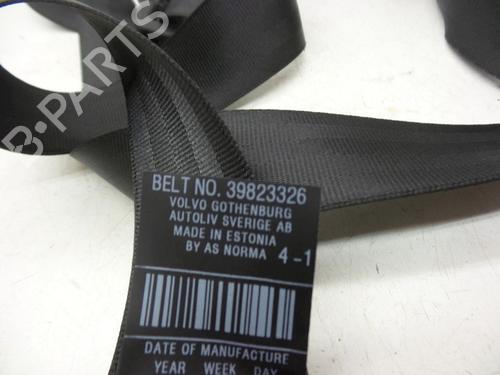 B-PARTS
BELT NO. 39823326
VOLVO GOTHENBURG
AUTOLIV SVERIGE AB
MADE IN ESTONIA
BY AS NORMA 4-1
DATE OF MANUFACTURE
YEAR WEEK DAY